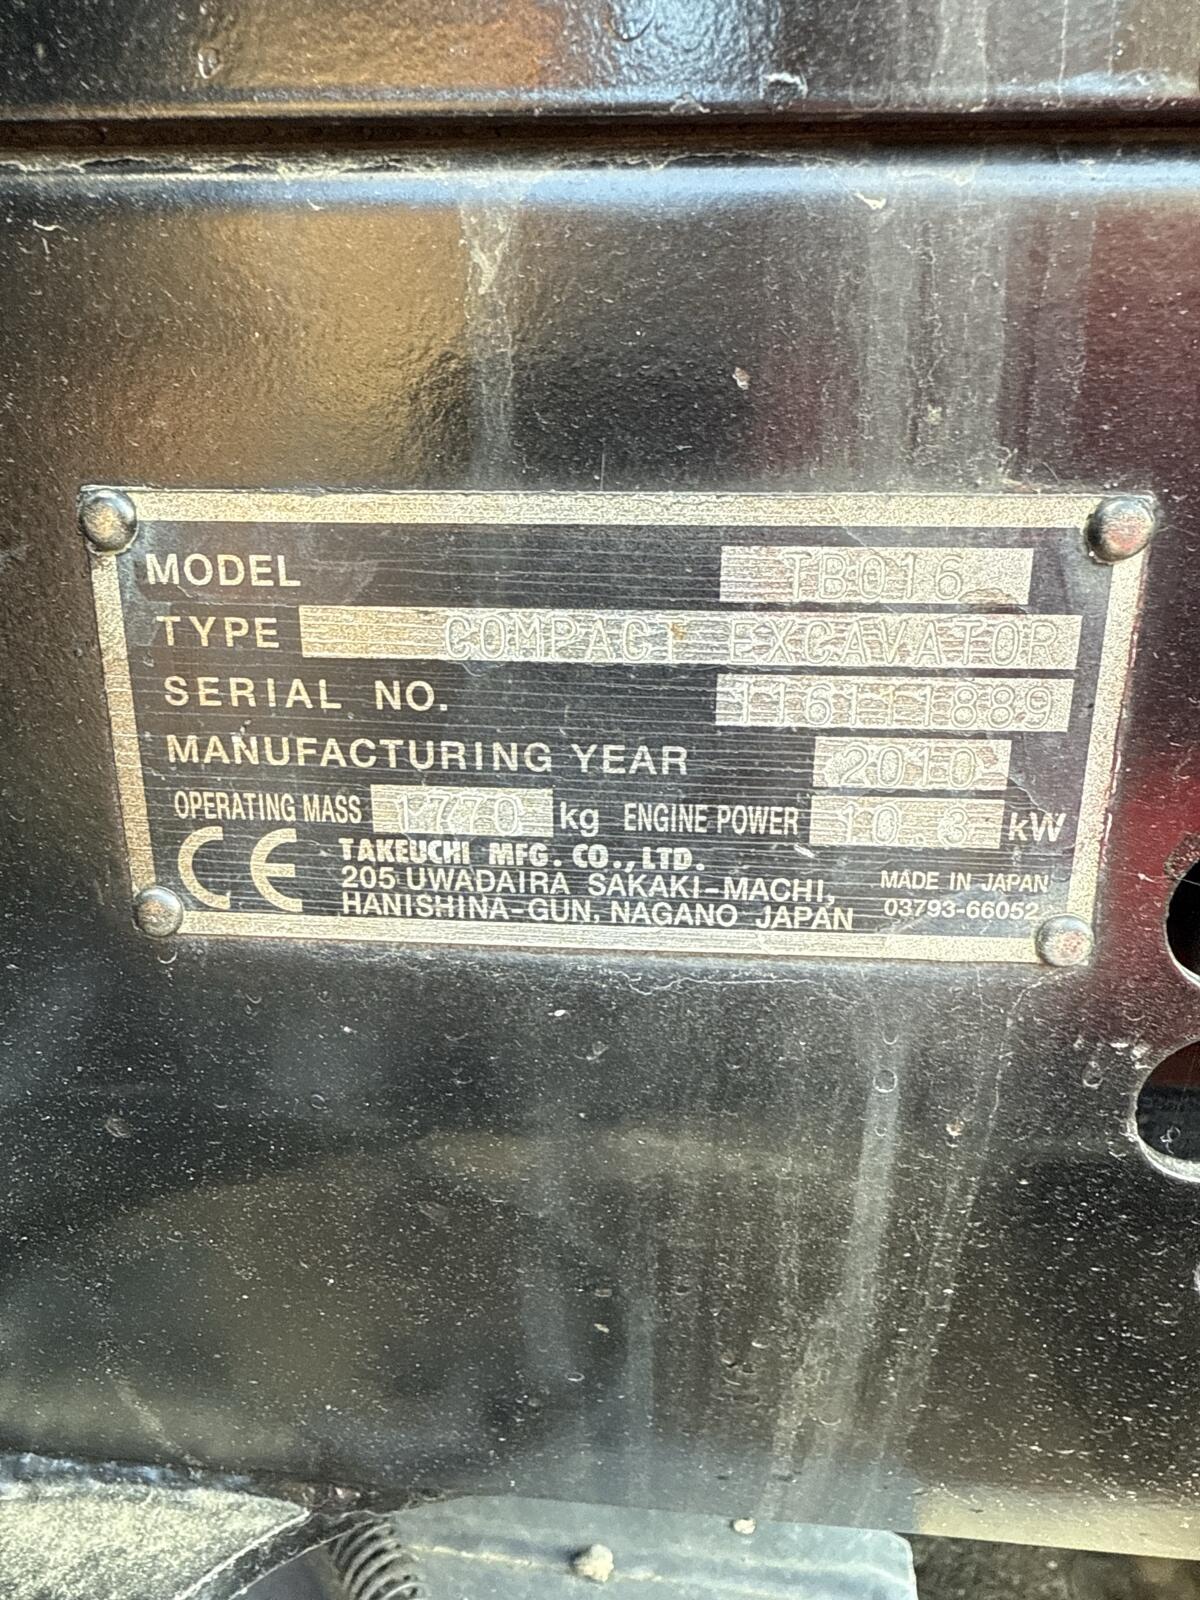 MODEL TB016
TYPE COMPACT EXCAVATOR
SERIAL NO. 116111889
MANUFACTURING YEAR 2010
OPERATING MASS 1770 kg ENGINE POWER 10.3 kW
CE
TAKEUCHI MFG. CO.,LTD.
205 UWADAIRA SAKAKI-MACHI,
HANISHINA-GUN, NAGANO JAPAN
MADE IN JAPAN
03793-66052